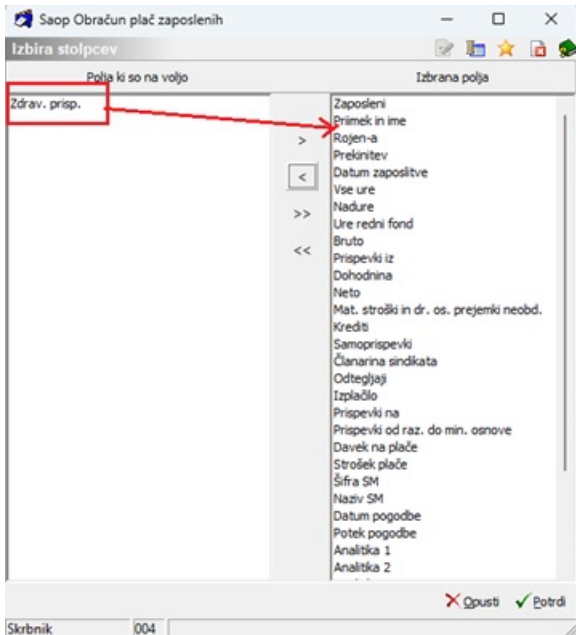 Saop Obračun plač zaposlenih
Izbira stolpcev
Polja ki so na voljo
Izbrana polja
Zdrav. prisp.
>
<
>>
<<
Zaposleni
Priimek in ime
Rojen-a
Prekinitev
Datum zaposlitve
Vse ure
Nadure
Ure redni fond
Bruto
Prispevki iz
Dohodnina
Neto
Mat. stroški in dr. os. prejemki neobd.
Krediti
Samoprispevki
Članarina sindikata
Odtegljaji
Izplačilo
Prispevki na
Prispevki od raz. do min. osnove
Davek na plače
Strošek plače
Šifra SM
Naziv SM
Datum pogodbe
Potek pogodbe
Analitika 1
Analitika 2
Opusti
Potrdi
Skrbnik
004